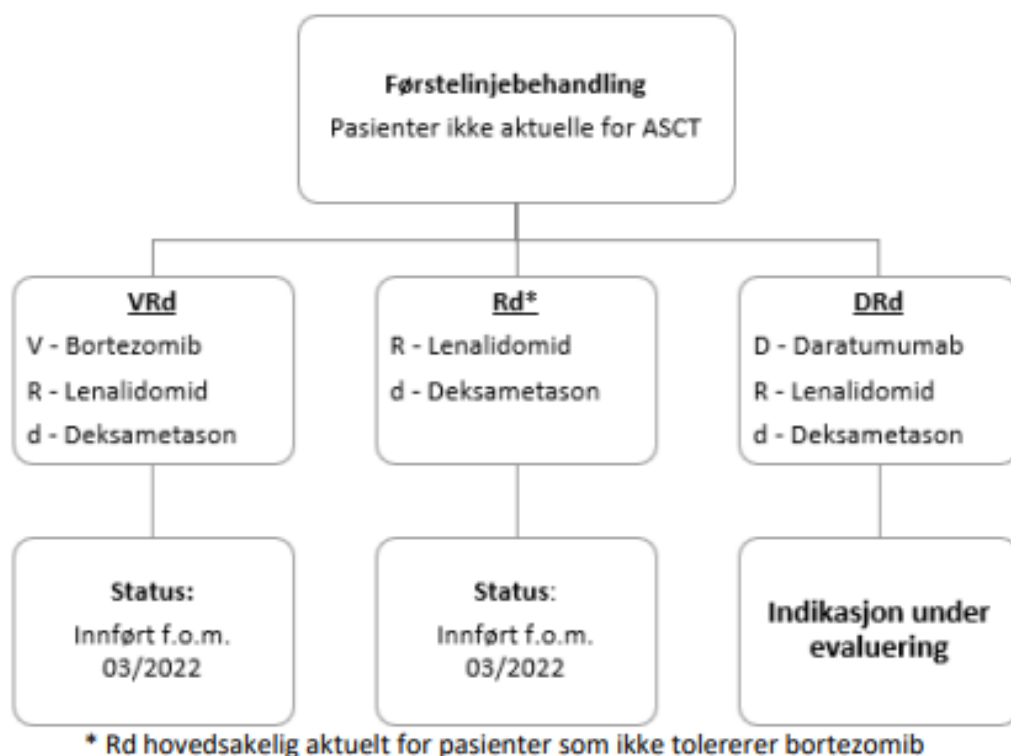 Førstelinjebehandling
Pasienter ikke aktuelle for ASCT
VRd
V - Bortezomib
R - Lenalidomid
d - Deksametason
Rd*
R - Lenalidomid
d - Deksametason
DRd
D - Daratumumab
R - Lenalidomid
d - Deksametason
Status:
Innført f.o.m.
03/2022
Status:
Innført f.o.m.
03/2022
Indikasjon under
evaluering
* Rd hovedsakelig aktuelt for pasienter som ikke tolererer bortezomib